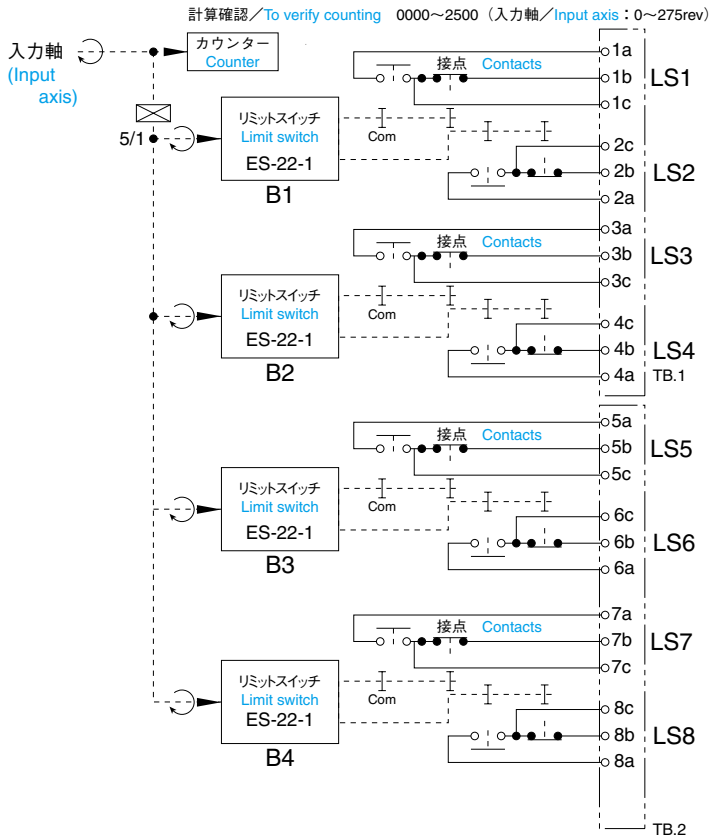 計算確認／To verify counting 0000〜2500（入力軸／Input axis：0〜275rev）
入力軸
(Input
axis)
カウンター
Counter
5/1
リミットスイッチ
Limit switch
ES-22-1
B1
Com
接点 Contacts
1a
1b
1c
LS1
2c
2b
2a
LS2
リミットスイッチ
Limit switch
ES-22-1
B2
Com
接点 Contacts
3a
3b
3c
LS3
4c
4b
4a
LS4
TB.1
リミットスイッチ
Limit switch
ES-22-1
B3
Com
接点 Contacts
5a
5b
5c
LS5
6c
6b
6a
LS6
リミットスイッチ
Limit switch
ES-22-1
B4
Com
接点 Contacts
7a
7b
7c
LS7
8c
8b
8a
LS8
TB.2